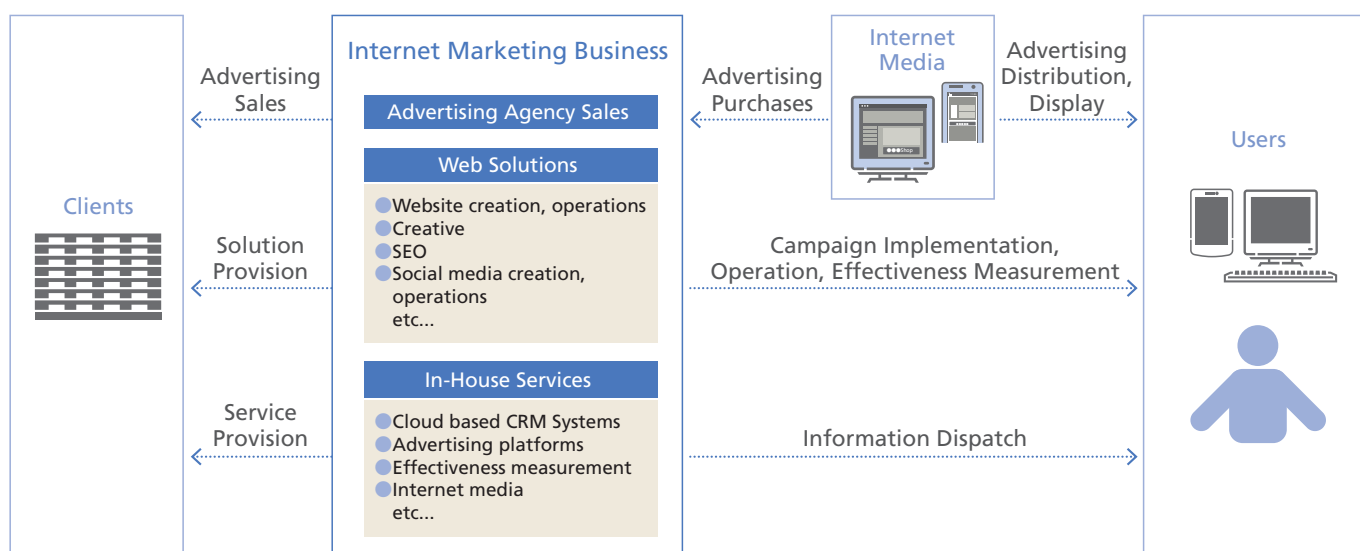 Clients
Advertising
Sales
Solution
Provision
Service
Provision
Internet Marketing Business
Advertising Agency Sales
Web Solutions
Website creation, operations
Creative
SEO
Social media creation,
operations
etc...
In-House Services
Cloud based CRM Systems
Advertising platforms
Effectiveness measurement
Internet media
etc...
Advertising
Purchases
Internet
Media
Shop
Advertising
Distribution,
Display
Campaign Implementation,
Operation, Effectiveness Measurement
Information Dispatch
Users